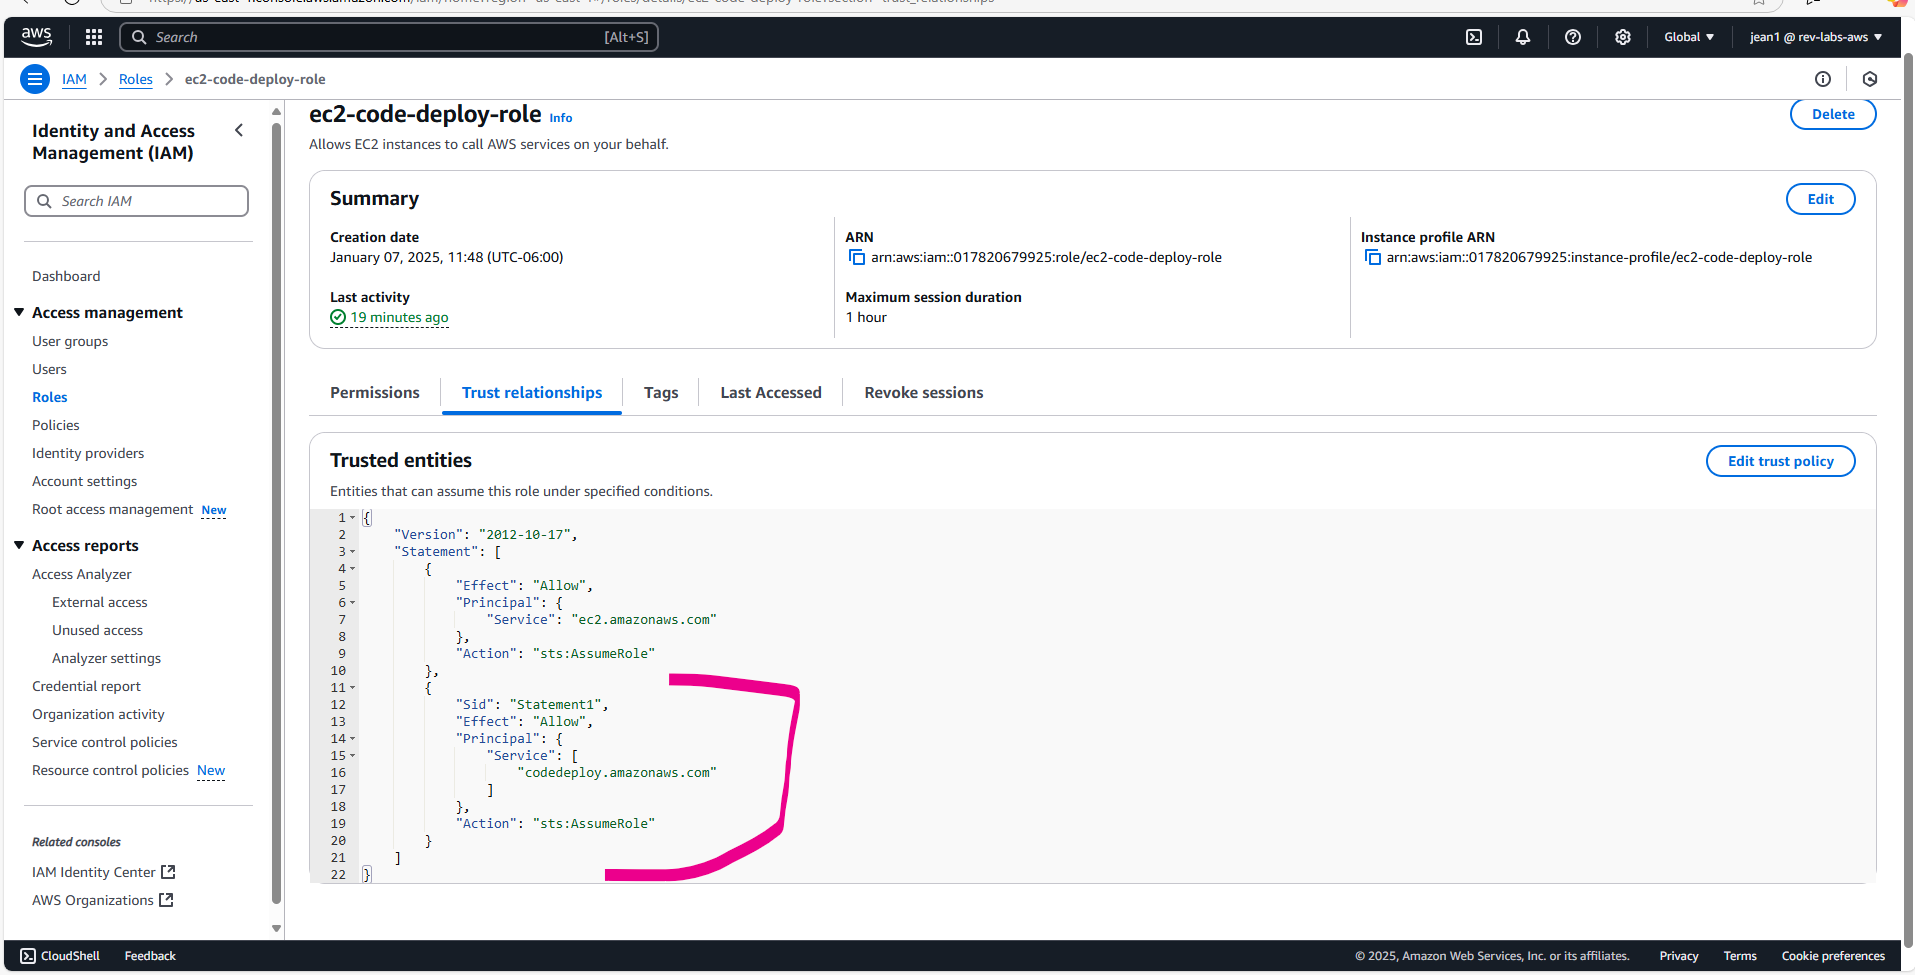 aws
Search
[Alt+S]
Global
jean1 @ rev-labs-aws
IAM
Roles
ec2-code-deploy-role
Identity and Access
Management (IAM)
Search IAM
Dashboard
Access management
User groups
Users
Roles
Policies
Identity providers
Account settings
Root access management New
Access reports
Access Analyzer
External access
Unused access
Analyzer settings
Credential report
Organization activity
Service control policies
Resource control policies New
Related consoles
IAM Identity Center
AWS Organizations
ec2-code-deploy-role Info
Delete
Allows EC2 instances to call AWS services on your behalf.
Summary
Edit
Creation date
January 07, 2025, 11:48 (UTC-06:00)
ARN
arn:aws:iam::017820679925:role/ec2-code-deploy-role
Instance profile ARN
arn:aws:iam::017820679925:instance-profile/ec2-code-deploy-role
Last activity
19 minutes ago
Maximum session duration
1 hour
Permissions
Trust relationships
Tags
Last Accessed
Revoke sessions
Trusted entities
Edit trust policy
Entities that can assume this role under specified conditions.
1 {
2 "Version": "2012-10-17",
3 "Statement": [
4 {
5 "Effect": "Allow",
6 "Principal": {
7 "Service": "ec2.amazonaws.com"
8 },
9 "Action": "sts:AssumeRole"
10 },
11 {
12 "Sid": "Statement1",
13 "Effect": "Allow",
14 "Principal": {
15 "Service": [
16 "codedeploy.amazonaws.com"
17 ]
18 },
19 "Action": "sts:AssumeRole"
20 }
21 ]
22 }
CloudShell
Feedback
© 2025, Amazon Web Services, Inc. or its affiliates.
Privacy
Terms
Cookie preferences